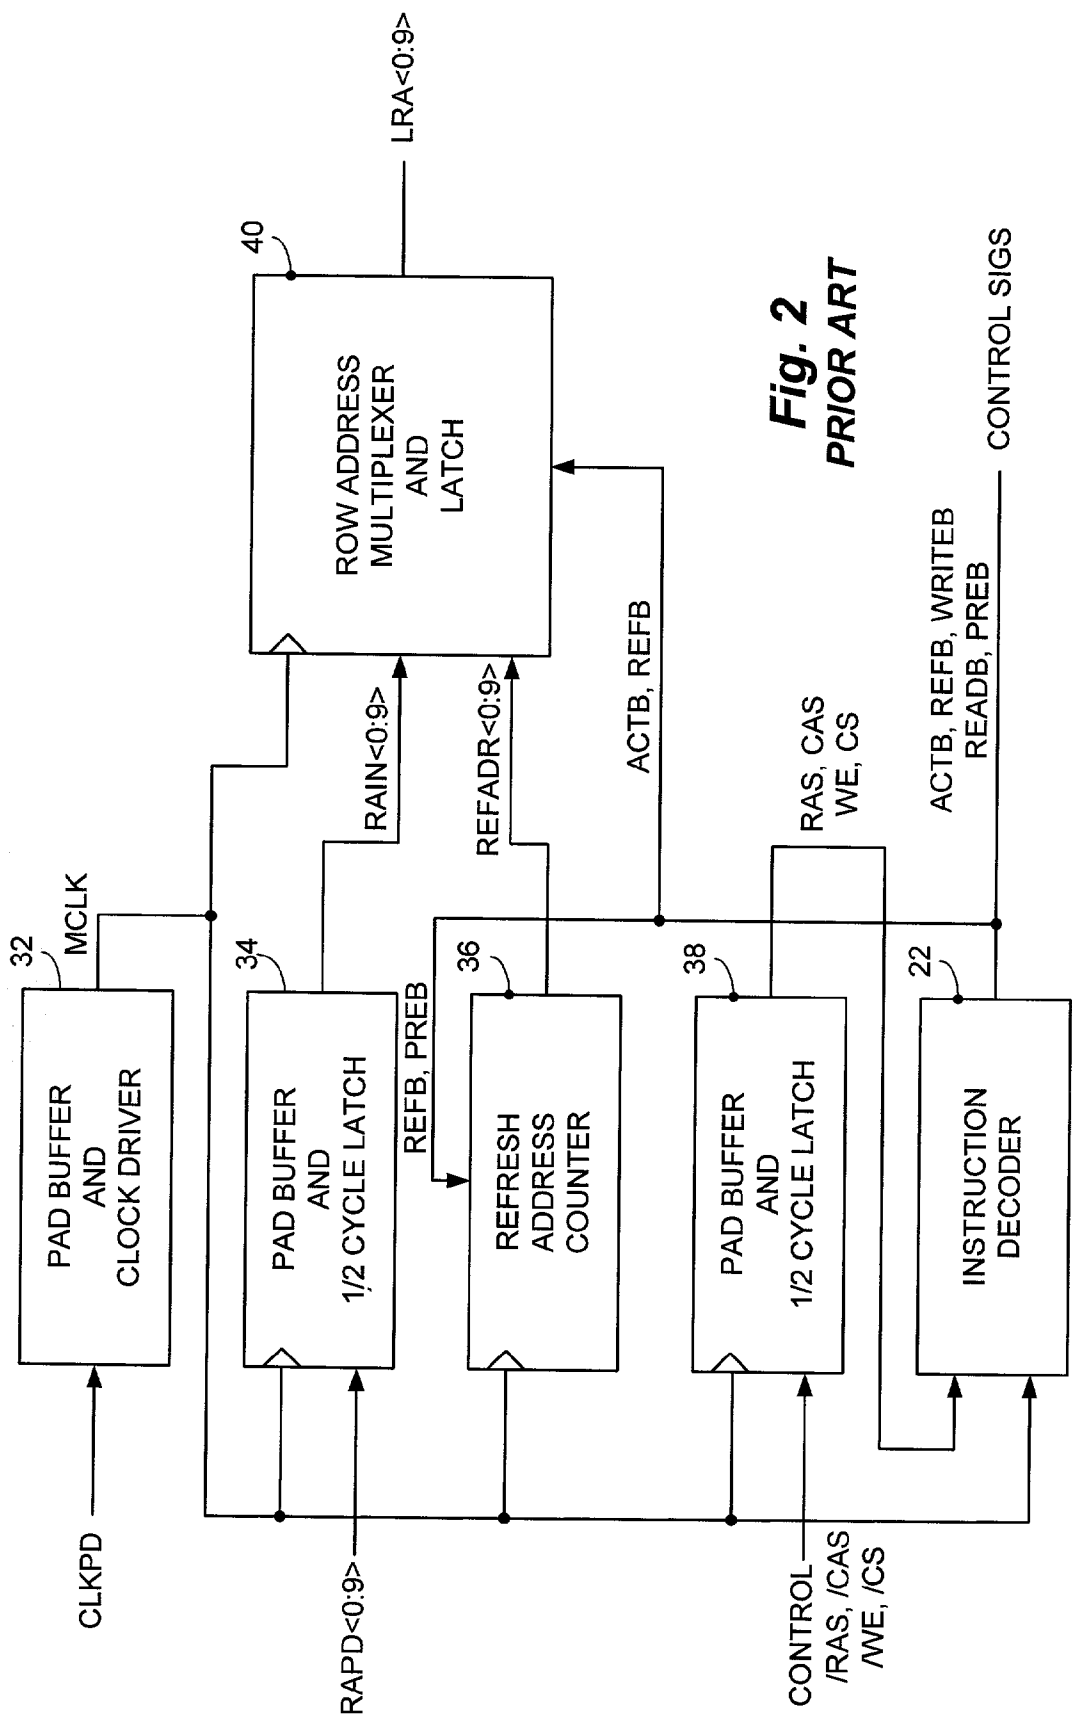 CLKPD
PAD BUFFER
AND
CLOCK DRIVER
32
MCLK
RAPD<0:9>
PAD BUFFER
AND
1/2 CYCLE LATCH
34
RAIN<0:9>
REFB, PREB
REFRESH
ADDRESS
COUNTER
36
REFADR<0:9>
ROW ADDRESS
MULTIPLEXER
AND
LATCH
40
LRA<0:9>
ACTB, REFB
CONTROL
/RAS, /CAS
/WE, /CS
PAD BUFFER
AND
1/2 CYCLE LATCH
38
RAS, CAS
WE, CS
INSTRUCTION
DECODER
22
ACTB, REFB, WRITEB
READB, PREB
CONTROL SIGS
Fig. 2
PRIOR ART